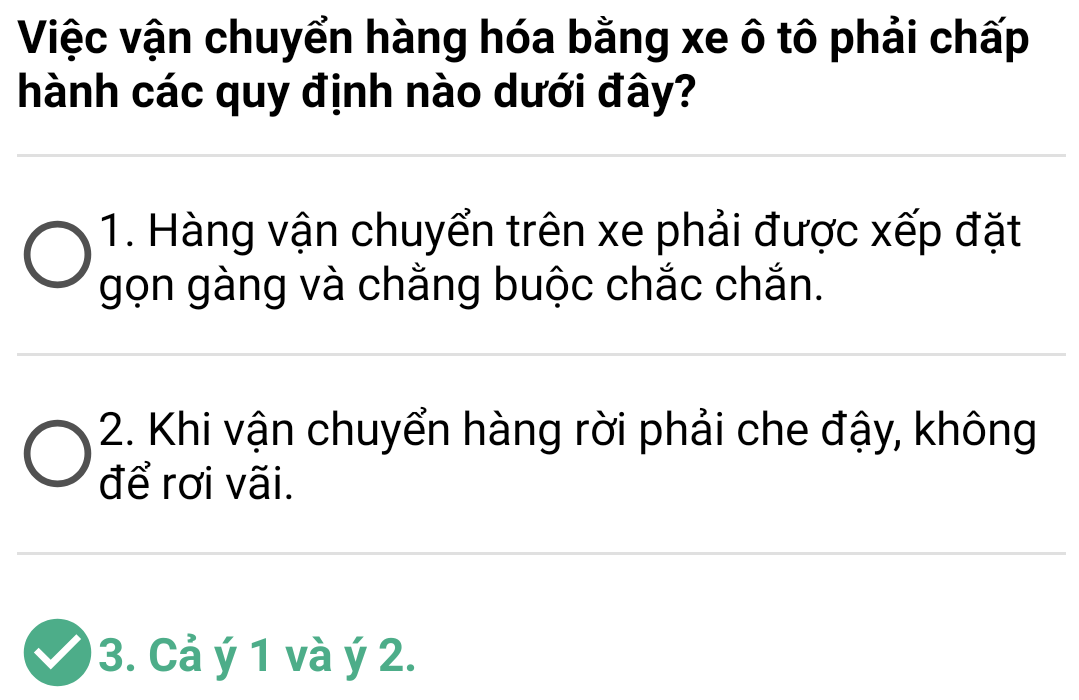 Việc vận chuyển hàng hóa bằng xe ô tô phải chấp
hành các quy định nào dưới đây?
1. Hàng vận chuyển trên xe phải được xếp đặt
gọn gàng và chằng buộc chắc chắn.
2. Khi vận chuyển hàng rời phải che đậy, không
để rơi vãi.
3. Cả ý 1 và ý 2.